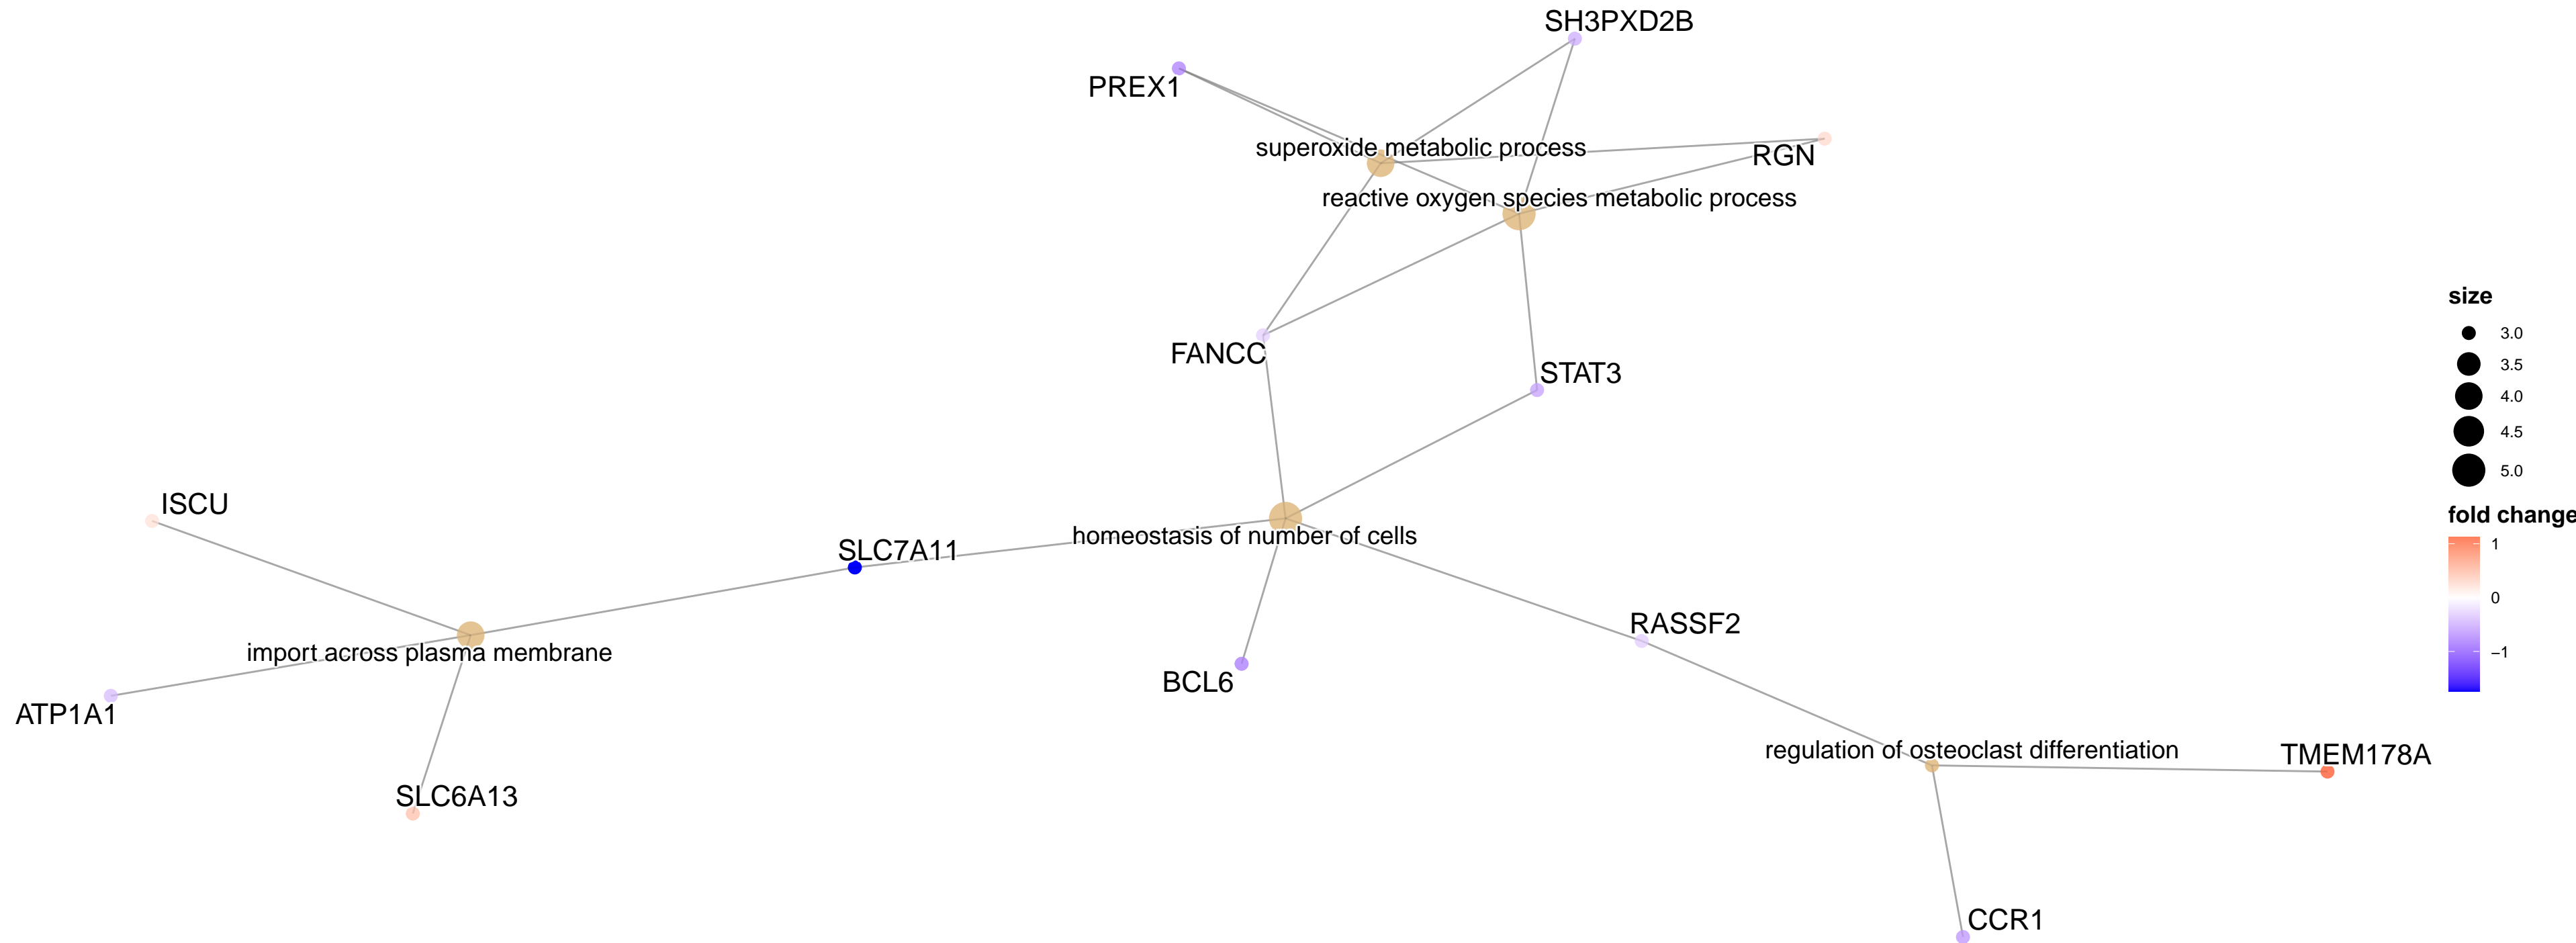 SH3PXD2B
PREX1
superoxide metabolic process
RGN
reactive oxygen species metabolic process
size
3.0
FANCC
3.5
STAT3
4.0
4.5
5.0
ISCU
fold change
homeostasis of number of cells
1
SLC7A11
0
RASSF2
import across plasma membrane
−1
BCL6
ATP1A1
regulation of osteoclast differentiation
TMEM178A
SLC6A13
CCR1